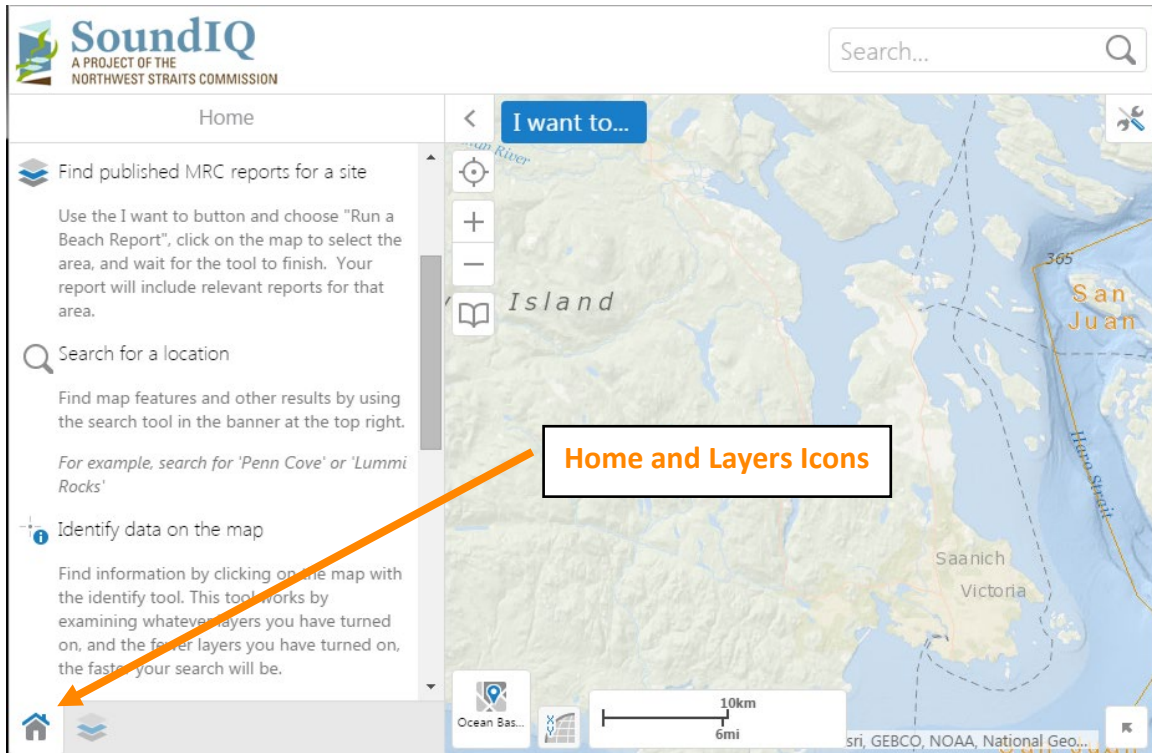 SoundIQ
A PROJECT OF THE
NORTHWEST STRAITS COMMISSION
Search...
Home
I want to...
Find published MRC reports for a site
Use the I want to button and choose "Run a
Beach Report", click on the map to select the
area, and wait for the tool to finish. Your
report will include relevant reports for that
area.
Search for a location
Find map features and other results by using
the search tool in the banner at the top right.
For example, search for 'Penn Cove' or 'Lummi
Rocks'
Identify data on the map
Find information by clicking on the map with
the identify tool. This tool works by
examining whatever layers you have turned
on, and the fewer layers you have turned on,
the faster your search will be.
River
Island
365
San
Juan
Haro Strait
Home and Layers Icons
Saanich
Victoria
Ocean Bas...
X
Y
10km
6mi
sri, GEBCO, NOAA, National Geo...